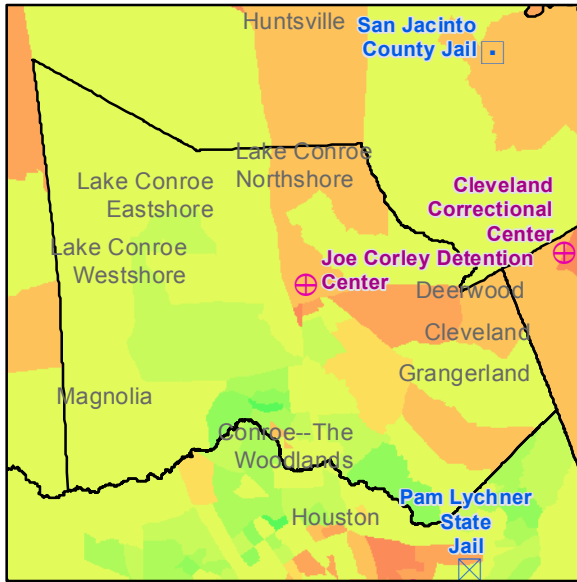 Huntsville
San Jacinto
County Jail
Lake Conroe
Northshore
Lake Conroe
Eastshore
Cleveland
Correctional
Center
Lake Conroe
Westshore
Joe Corley Detention
Center
Deerwood
Cleveland
Grangerland
Magnolia
Conroe--The
Woodlands
Pam Lychner
State
Jail
Houston